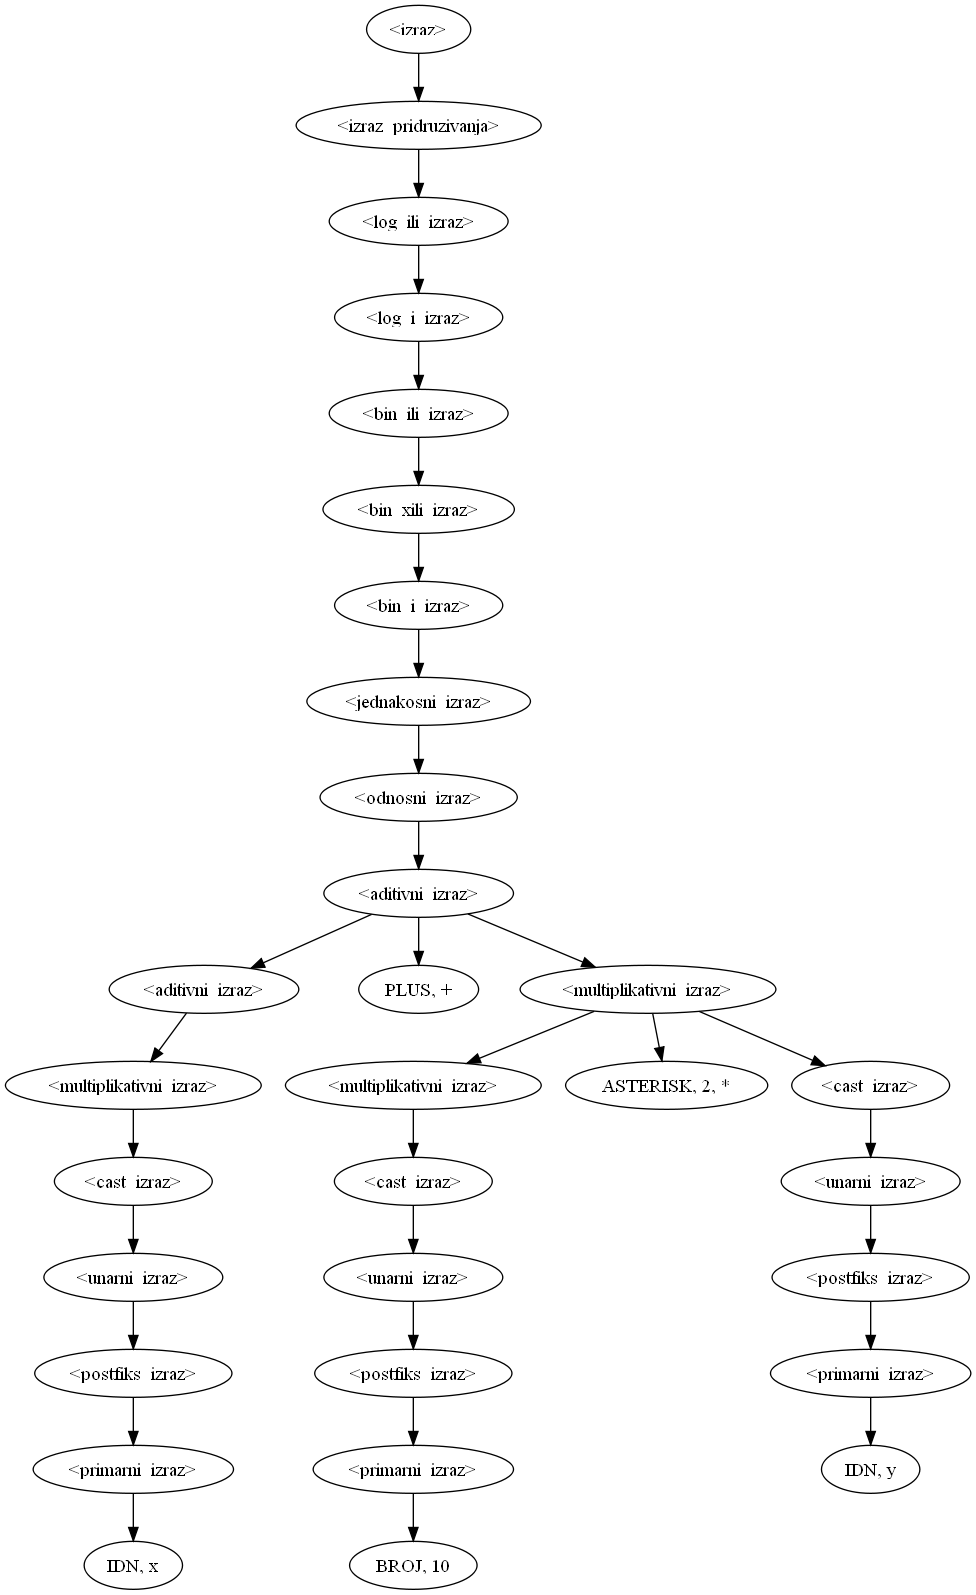 <izraz>
<izraz pridruzivanja>
<log ili izraz>
<log i izraz>
<bin ili izraz>
<bin xili izraz>
<bin i izraz>
<jednakosni izraz>
<odnosni izraz>
<aditivni izraz>
<aditivni izraz>
PLUS, +
<multiplikativni izraz>
<multiplikativni izraz>
<multiplikativni izraz>
ASTERISK, 2, *
<cast izraz>
<cast izraz>
<cast izraz>
<unarni izraz>
<unarni izraz>
<unarni izraz>
<postfiks izraz>
<postfiks izraz>
<postfiks izraz>
<primarni izraz>
<primarni izraz>
<primarni izraz>
IDN, y
IDN, x
BROJ, 10